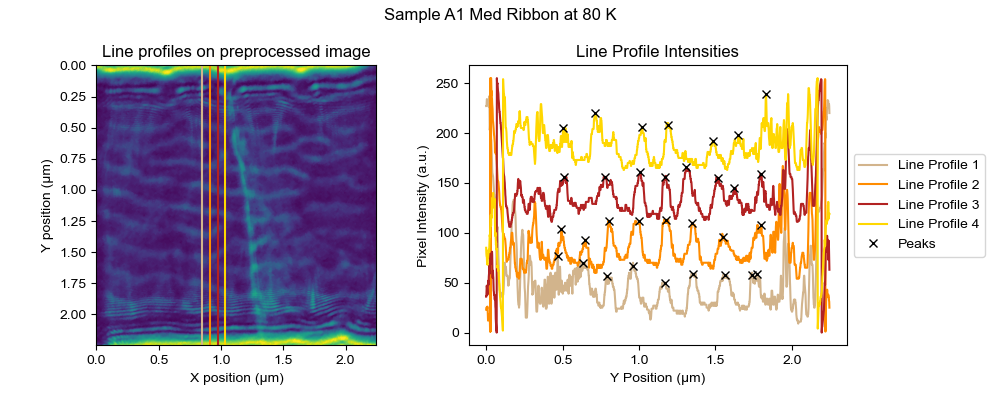 Sample A1 Med Ribbon at 80 K
Line profiles on preprocessed image
0.00
0.25
0.50
0.75
1.00
1.25
1.50
1.75
2.00
Y position (μm)
0.0
0.5
1.0
1.5
2.0
X position (μm)
Line Profile Intensities
250
200
150
100
50
0
Pixel Intensity (a.u.)
0.0
0.5
1.0
1.5
2.0
Y Position (μm)
Line Profile 1
Line Profile 2
Line Profile 3
Line Profile 4
Peaks